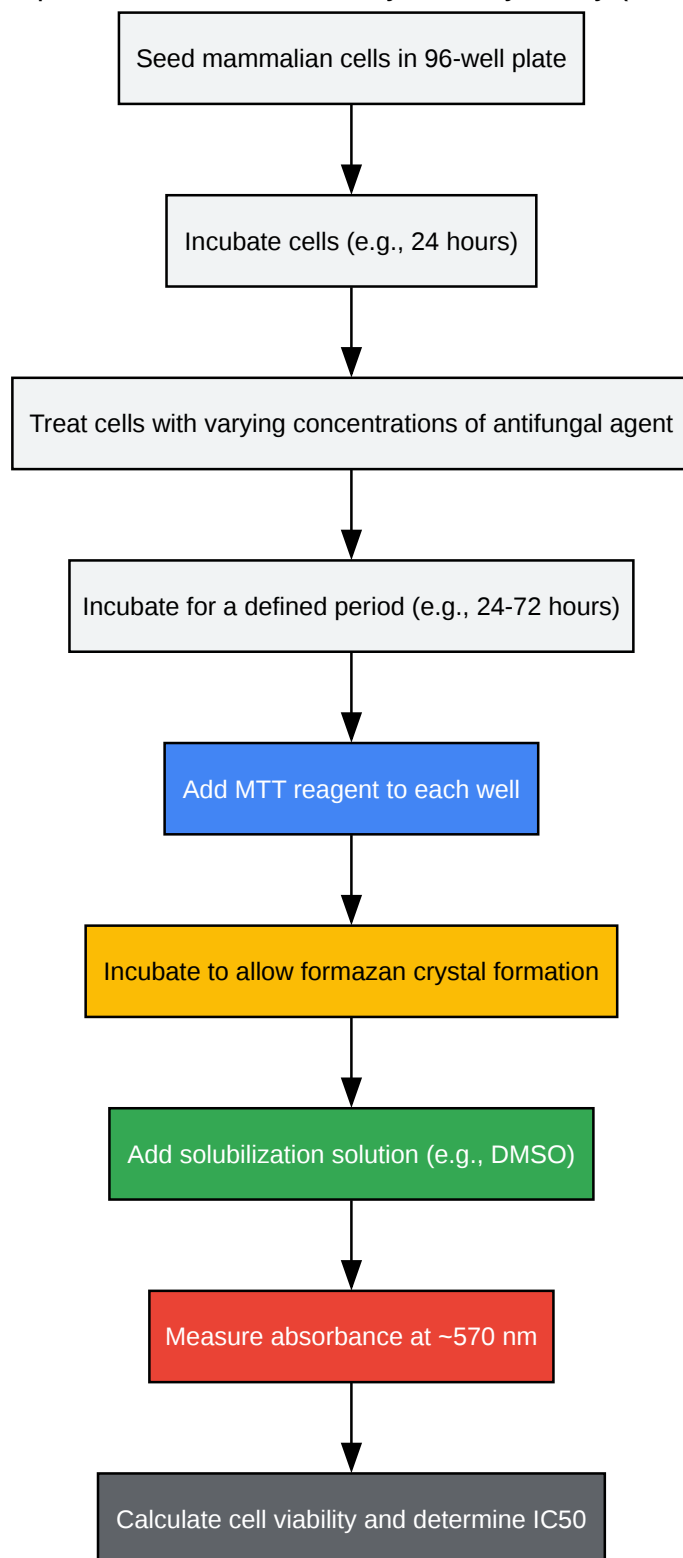 Seed mammalian cells in 96-well plate
Incubate cells (e.g., 24 hours)
Treat cells with varying concentrations of antifungal agent
Incubate for a defined period (e.g., 24-72 hours)
Add MTT reagent to each well
Incubate to allow formazan crystal formation
Add solubilization solution (e.g., DMSO)
Measure absorbance at ~570 nm
Calculate cell viability and determine IC50